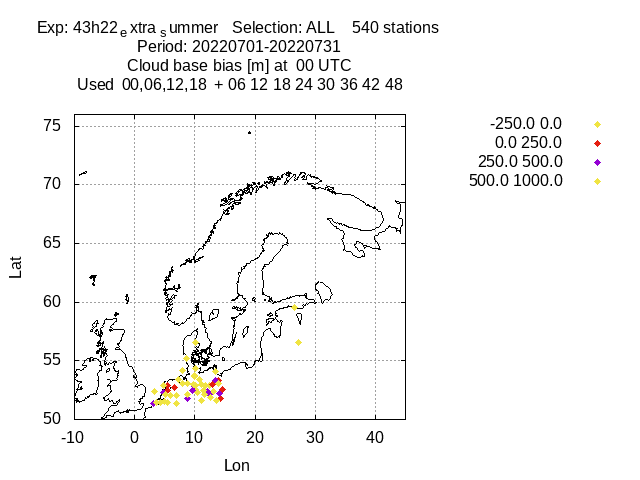 Exp: 43h22 e xtra s ummer   Selection: ALL    540 stations
Period: 20220701-20220731
Cloud base bias [m] at  00 UTC
Used  00,06,12,18  + 06 12 18 24 30 36 42 48
-250.0 0.0
0.0 250.0
250.0 500.0
500.0 1000.0
75
70
65
60
55
50
Lat
-10 0 10 20 30 40
Lon